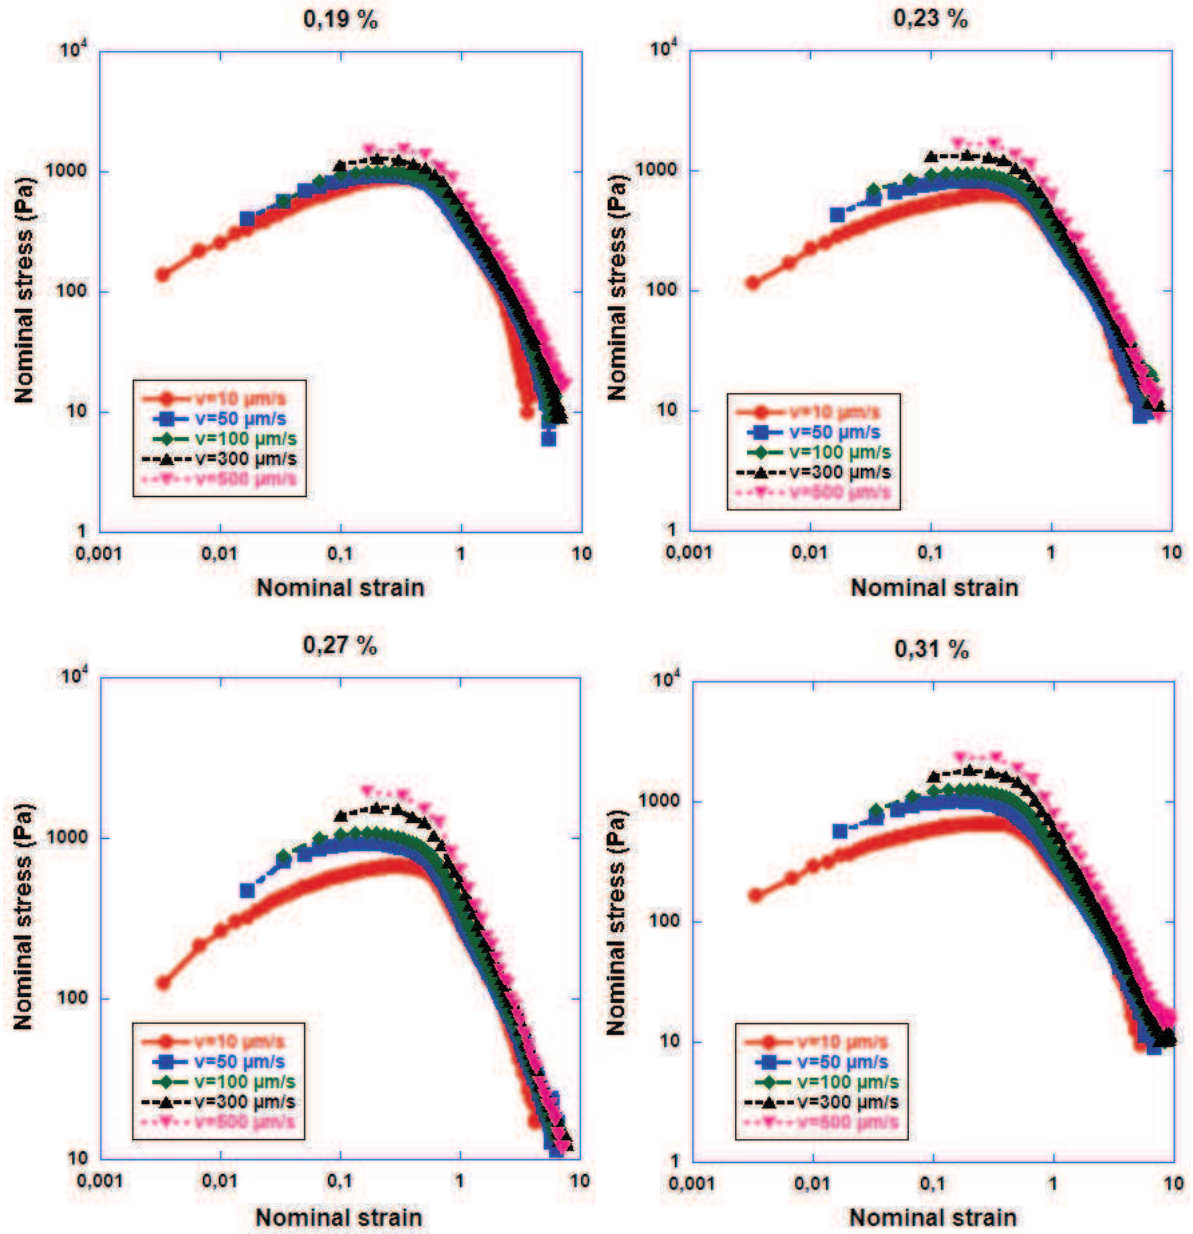 0,19 %
10⁴
1000
100
10
1
Nominal stress (Pa)
v=10 µm/s
v=50 µm/s
v=100 µm/s
v=300 µm/s
v=500 µm/s
0,001 0,01 0,1 1 10
Nominal strain
0,23 %
10⁴
1000
100
10
1
Nominal stress (Pa)
v=10 µm/s
v=50 µm/s
v=100 µm/s
v=300 µm/s
v=500 µm/s
0,001 0,01 0,1 1 10
Nominal strain
0,27 %
10⁴
1000
100
10
Nominal stress (Pa)
v=10 µm/s
v=50 µm/s
v=100 µm/s
v=300 µm/s
v=500 µm/s
0,001 0,01 0,1 1 10
Nominal strain
0,31 %
10⁴
1000
100
10
1
Nominal stress (Pa)
v=10 µm/s
v=50 µm/s
v=100 µm/s
v=300 µm/s
v=500 µm/s
0,001 0,01 0,1 1 10
Nominal strain